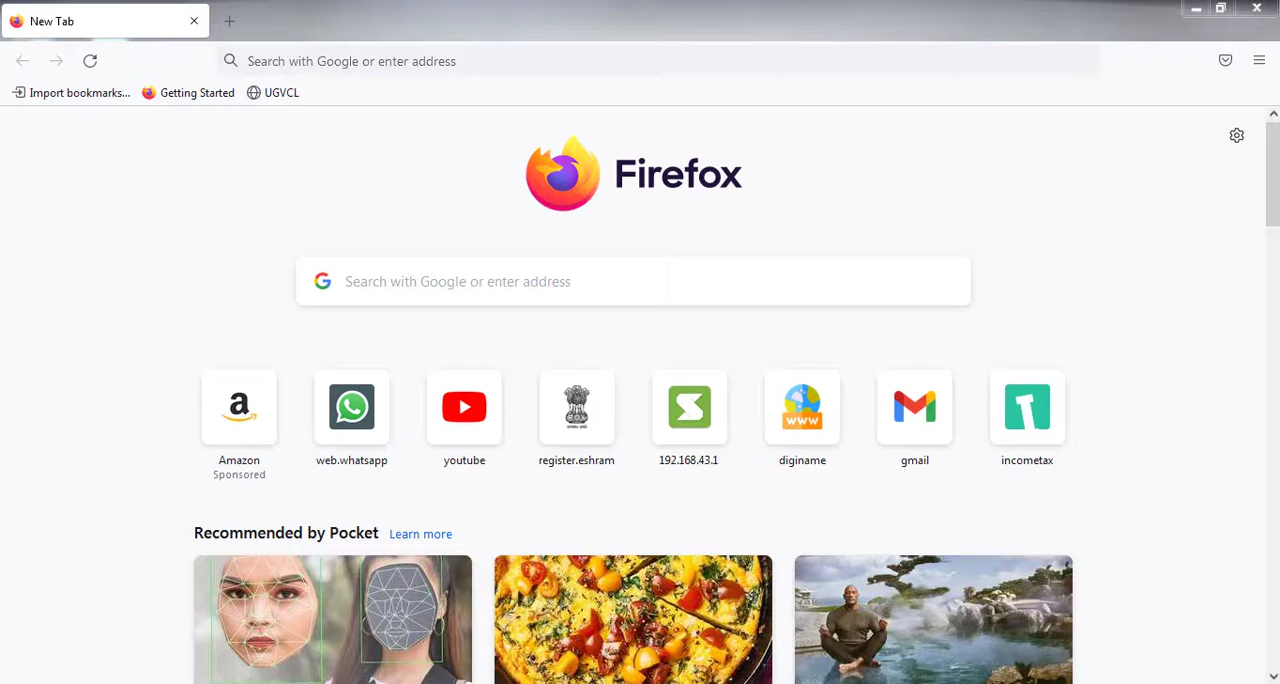 New Tab
Search with Google or enter address
Import bookmarks... Getting Started UGVCL
Firefox
Search with Google or enter address
a
WWW
Amazon web.whatsapp youtube register.eshram 192.168.43.1 diginame gmail incometax
Sponsored
Recommended by Pocket Learn more